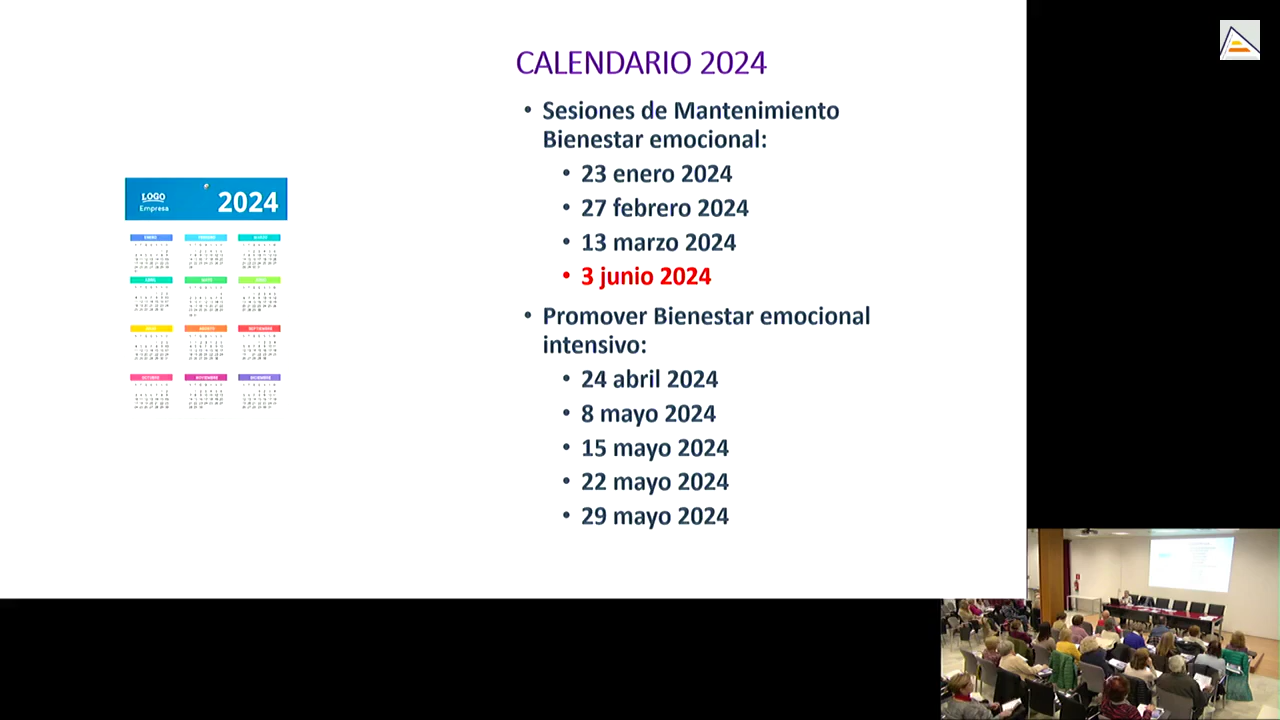 CALENDARIO 2024
• Sesiones de Mantenimiento
Bienestar emocional:
• 23 enero 2024
• 27 febrero 2024
• 13 marzo 2024
• 3 junio 2024
• Promover Bienestar emocional
intensivo:
• 24 abril 2024
• 8 mayo 2024
• 15 mayo 2024
• 22 mayo 2024
• 29 mayo 2024
LOGO
Empresa
2024